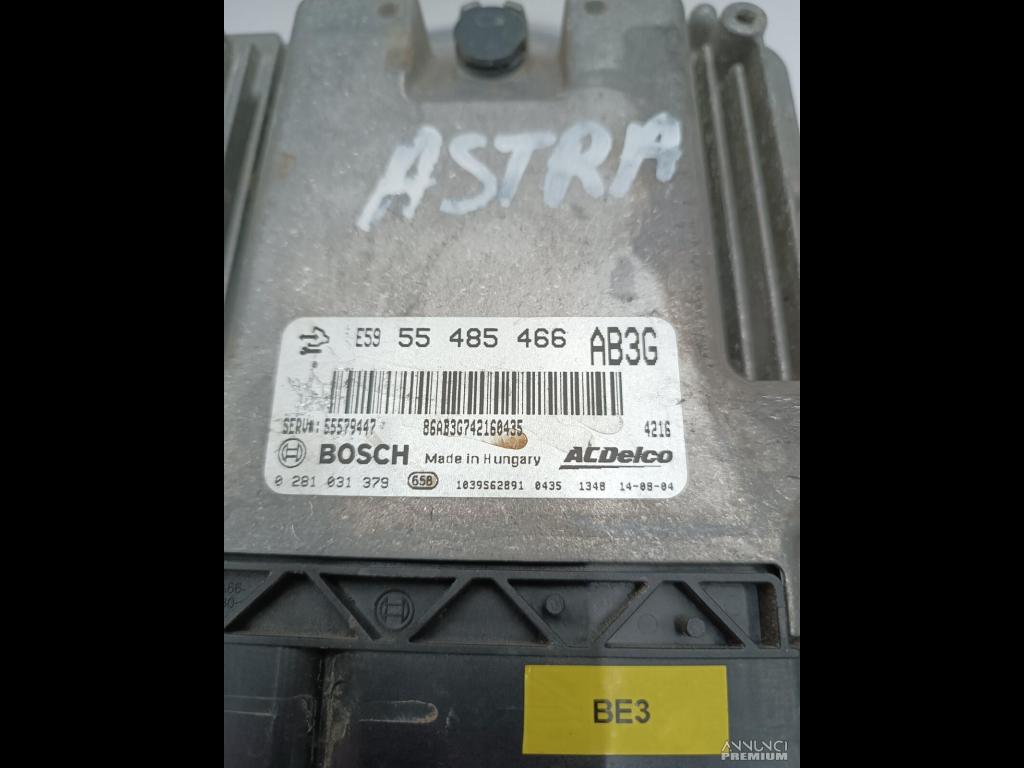 ASTRA
E59 55 485 466 AB3G
SERV№: 55579447 86AB3G742160435 4216
BOSCH Made in Hungary ACDelco
0 281 031 379 658 1039S62891 0435 1348 14-08-04
BE3
ANNUNCI
PREMIUM